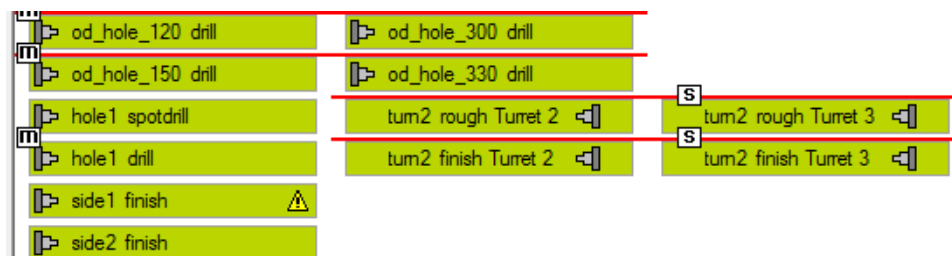 m
od_hole_120 drill od_hole_300 drill
m
od_hole_150 drill od_hole_330 drill
S
hole1 spotdrill turn2 rough Turret 2 turn2 rough Turret 3
m S
hole1 drill turn2 finish Turret 2 turn2 finish Turret 3
side1 finish
side2 finish